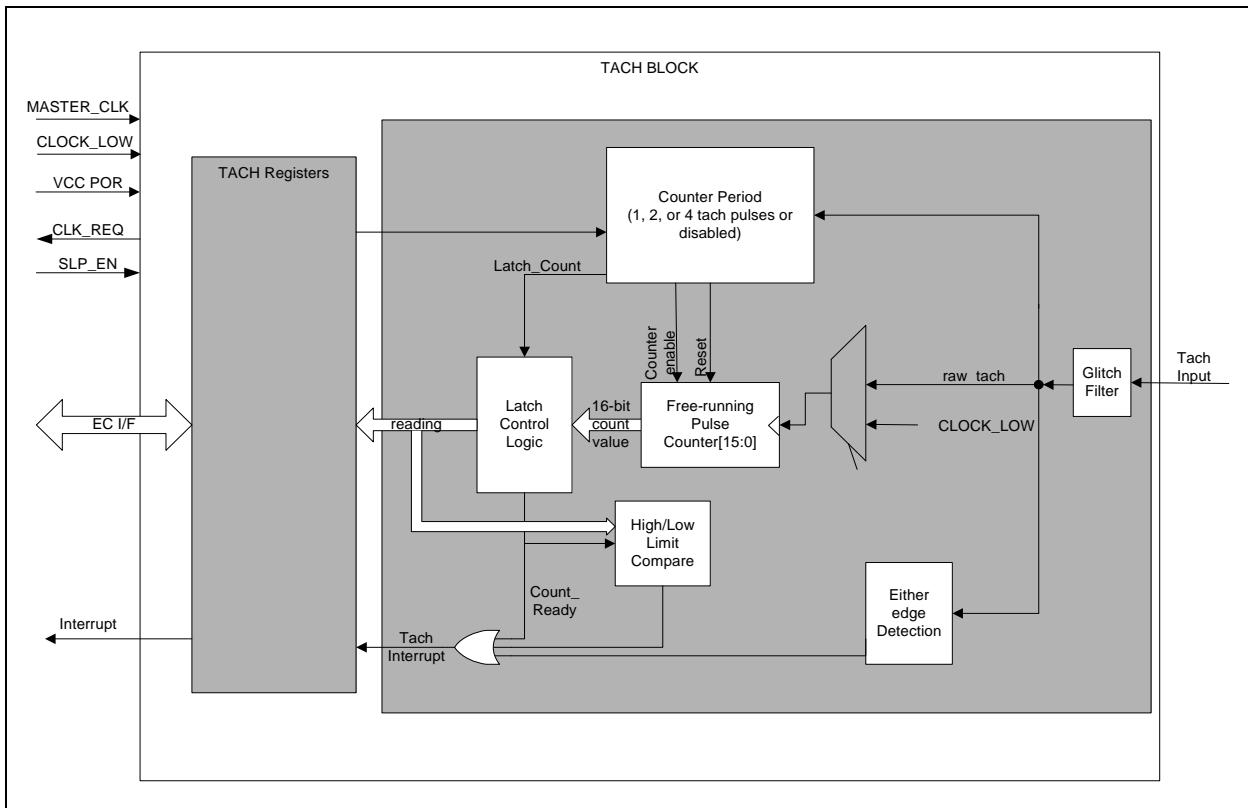 TACH BLOCK
MASTER_CLK
CLOCK_LOW
VCC POR
CLK_REQ
SLP_EN
EC I/F
Interrupt
TACH Registers
Counter Period
(1, 2, or 4 tach pulses or
disabled)
Latch_Count
Counter
enable
Reset
reading
Latch
Control
Logic
16-bit
count
value
Free-running
Pulse
Counter[15:0]
raw_tach
CLOCK_LOW
Glitch
Filter
Tach
Input
High/Low
Limit
Compare
Count_
Ready
Either
edge
Detection
Tach
Interrupt